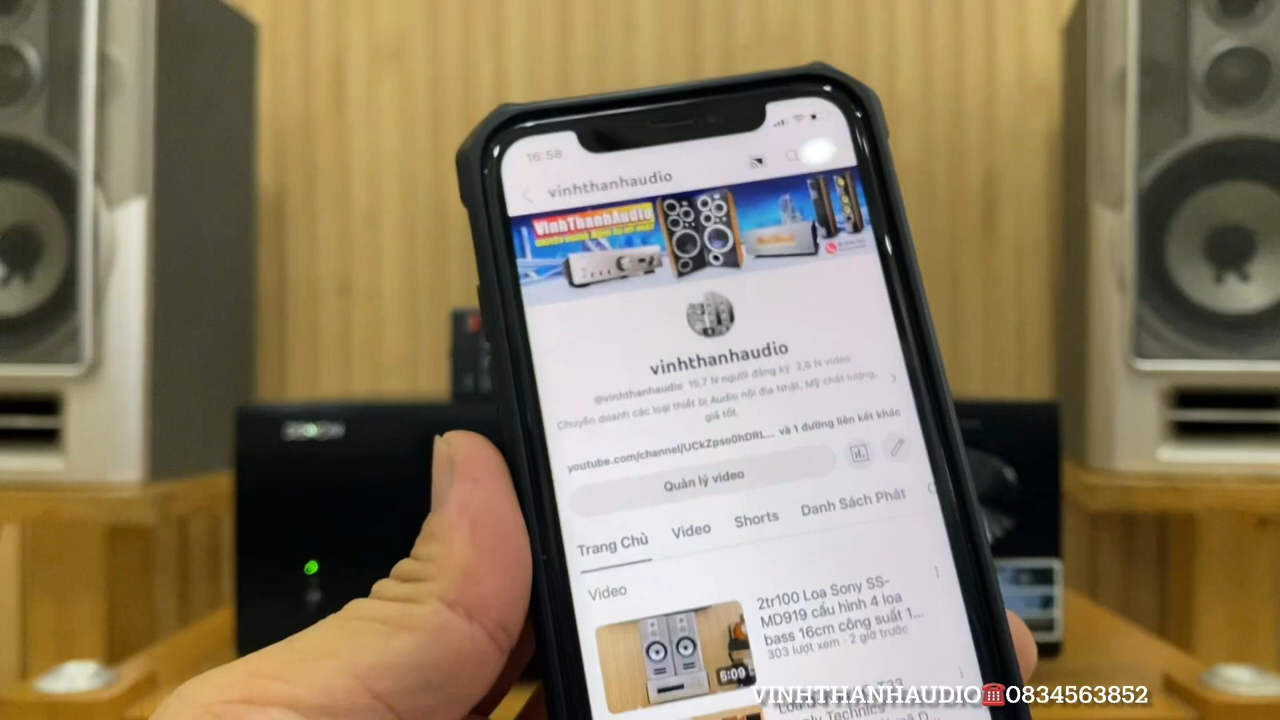 16:58
vinhthanhaudio
VinhThanhAudio
vinhthanhaudio
@vinhthanhaudio 15,7 N người đăng ký 2,8 N video
Chuyên doanh các loại thiết bị Audio nội địa Nhật, Mỹ chất lượng,
giá tốt.
youtube.com/channel/UCkZpso0hDRL... và 1 đường liên kết khác
Quản lý video
Trang Chủ Video Shorts Danh Sách Phát
Video
2tr100 Loa Sony SS-
MD919 cấu hình 4 loa
bass 16cm công suất 1...
303 lượt xem · 2 giờ trước
5:09
DENON
VINHTHANHAUDIO☎️0834563852